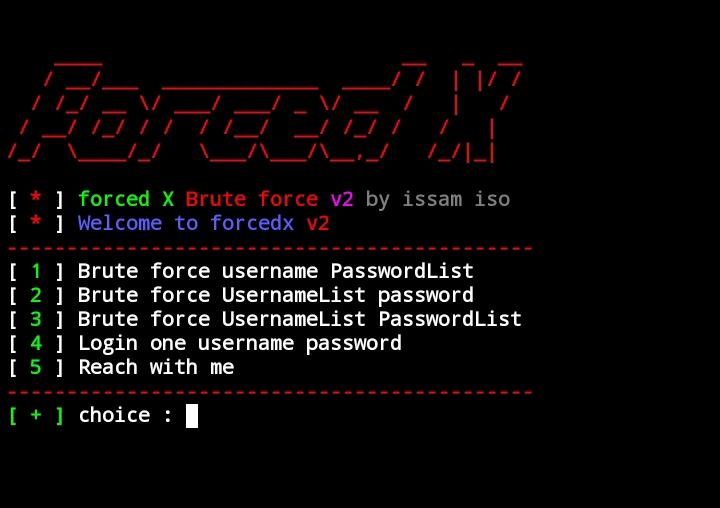 Forced X
[ * ] forced X Brute force v2 by issam iso
[ * ] Welcome to forcedx v2
--------------------------------------------
[ 1 ] Brute force username PasswordList
[ 2 ] Brute force UsernameList password
[ 3 ] Brute force UsernameList PasswordList
[ 4 ] Login one username password
[ 5 ] Reach with me
--------------------------------------------
[ + ] choice :